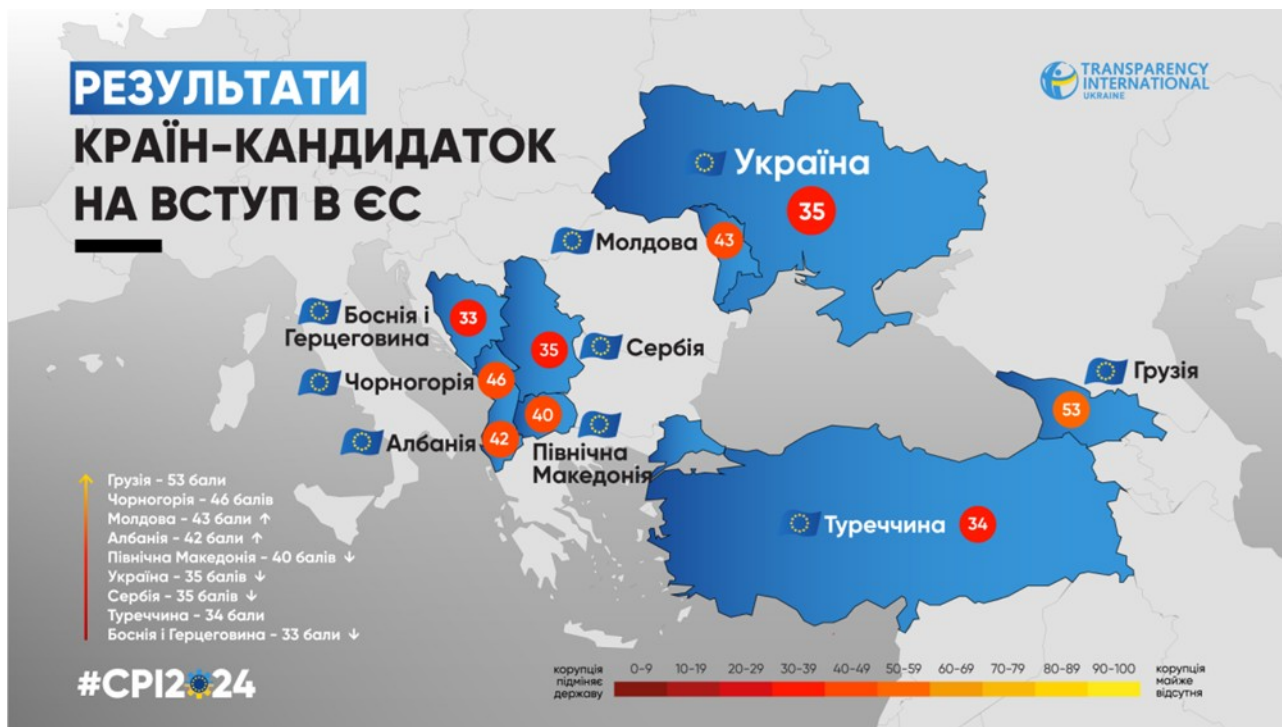 РЕЗУЛЬТАТИ
КРАЇН-КАНДИДАТОК
НА ВСТУП В ЄС
TRANSPARENCY
INTERNATIONAL
UKRAINE
Україна
35
Молдова
43
Боснія і
Герцеговина
33
35
Сербія
Чорногорія
46
Грузія
53
Албанія
42
40
Північна
Македонія
Туреччина
34
Грузія - 53 бали
Чорногорія - 46 балів
Молдова - 43 бали ↑
Албанія - 42 бали ↑
Північна Македонія - 40 балів ↓
Україна - 35 балів ↓
Сербія - 35 балів ↓
Туреччина - 34 бали
Боснія і Герцеговина - 33 бали ↓
#CPI2024
корупція
підміняє
державу
0-9 10-19 20-29 30-39 40-49 50-59 60-69 70-79 80-89 90-100
корупція
майже
відсутня